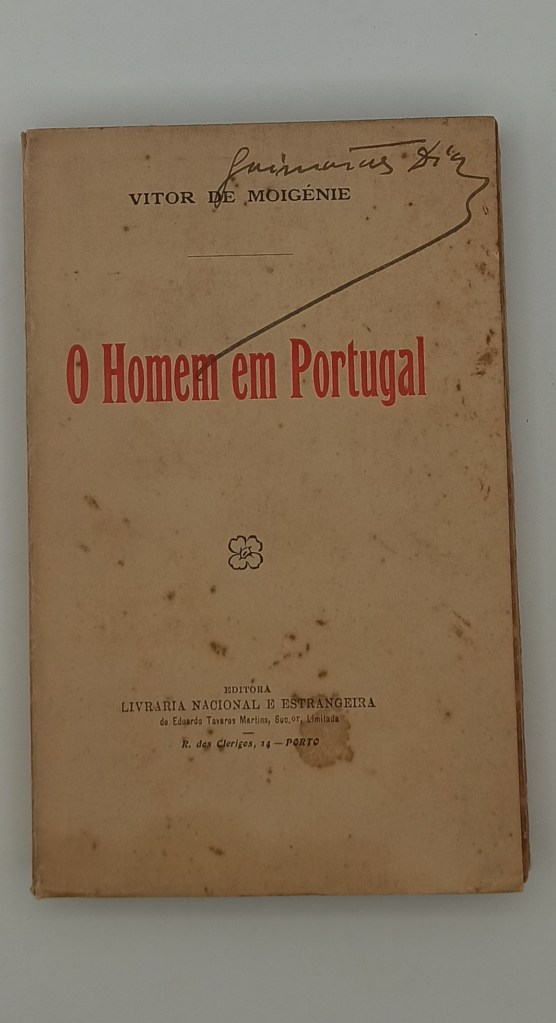 Guimarães Dias
VITOR DE MOIGÉNIE
O Homem em Portugal
EDITORA
LIVRARIA NACIONAL E ESTRANGEIRA
de Eduardo Tavares Martins, Suc.or, Limitada
R. dos Clerigos, 14 — PORTO